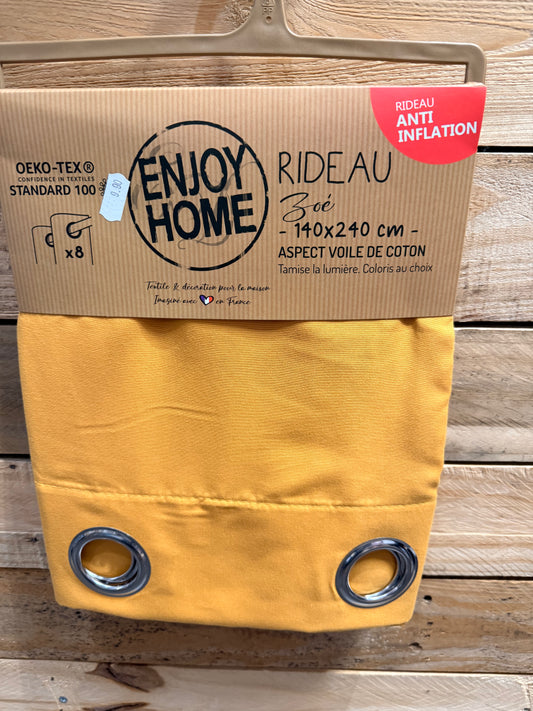 RIDEAU
ANTI
INFLATION
OEKO-TEX®
CONFIDENCE IN TEXTILES
STANDARD 100
x8
ENJOY
HOME
RIDEAU
Zoé
- 140x240 cm -
ASPECT VOILE DE COTON
Tamise la lumière. Coloris au choix
Textile & décoration pour la maison
Imaginé avec en France